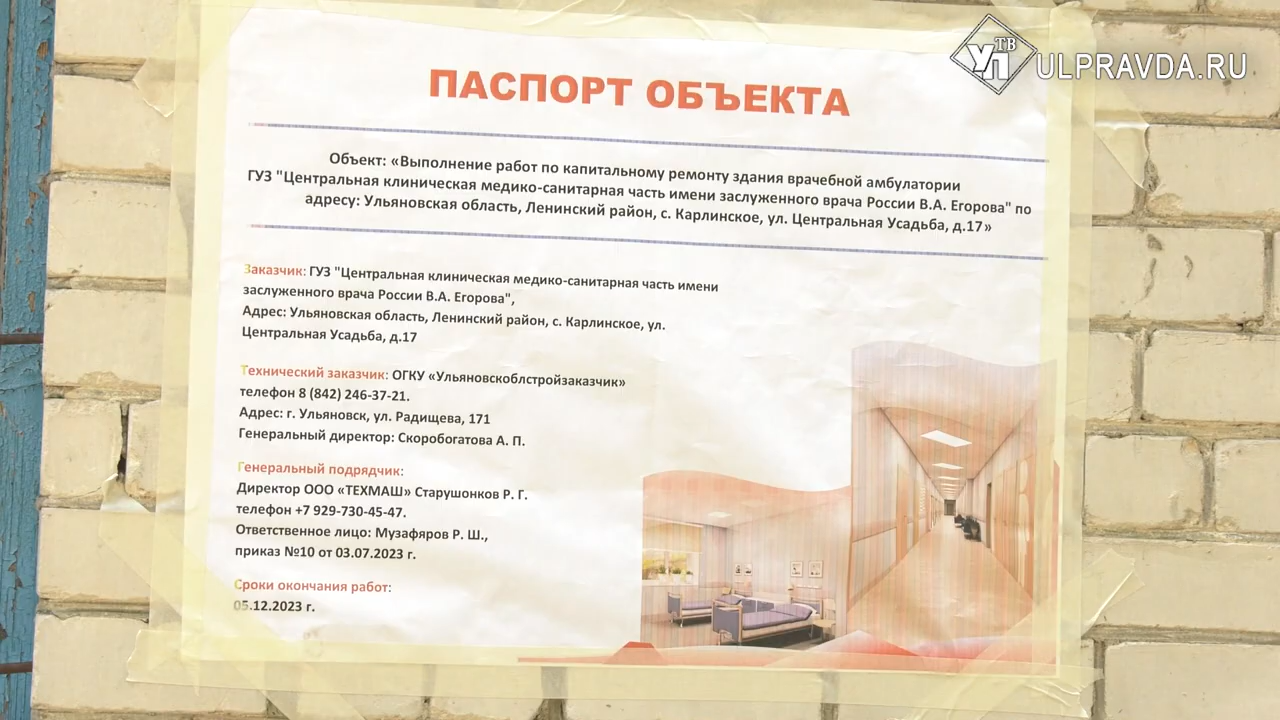 УП ТВ
ULPRAVDA.RU
ПАСПОРТ ОБЪЕКТА
Объект: «Выполнение работ по капитальному ремонту здания врачебной амбулатории
ГУЗ "Центральная клиническая медико-санитарная часть имени заслуженного врача России В.А. Егорова" по
адресу: Ульяновская область, Ленинский район, с. Карлинское, ул. Центральная Усадьба, д.17»
Заказчик: ГУЗ "Центральная клиническая медико-санитарная часть имени
заслуженного врача России В.А. Егорова",
Адрес: Ульяновская область, Ленинский район, с. Карлинское, ул.
Центральная Усадьба, д.17
Технический заказчик: ОГКУ «Ульяновскоблстройзаказчик»
телефон 8 (842) 246-37-21.
Адрес: г. Ульяновск, ул. Радищева, 171
Генеральный директор: Скоробогатова А. П.
Генеральный подрядчик:
Директор ООО «ТЕХМАШ» Старушонков Р. Г.
телефон +7 929-730-45-47.
Ответственное лицо: Музафяров Р. Ш.,
приказ №10 от 03.07.2023 г.
Сроки окончания работ:
05.12.2023 г.